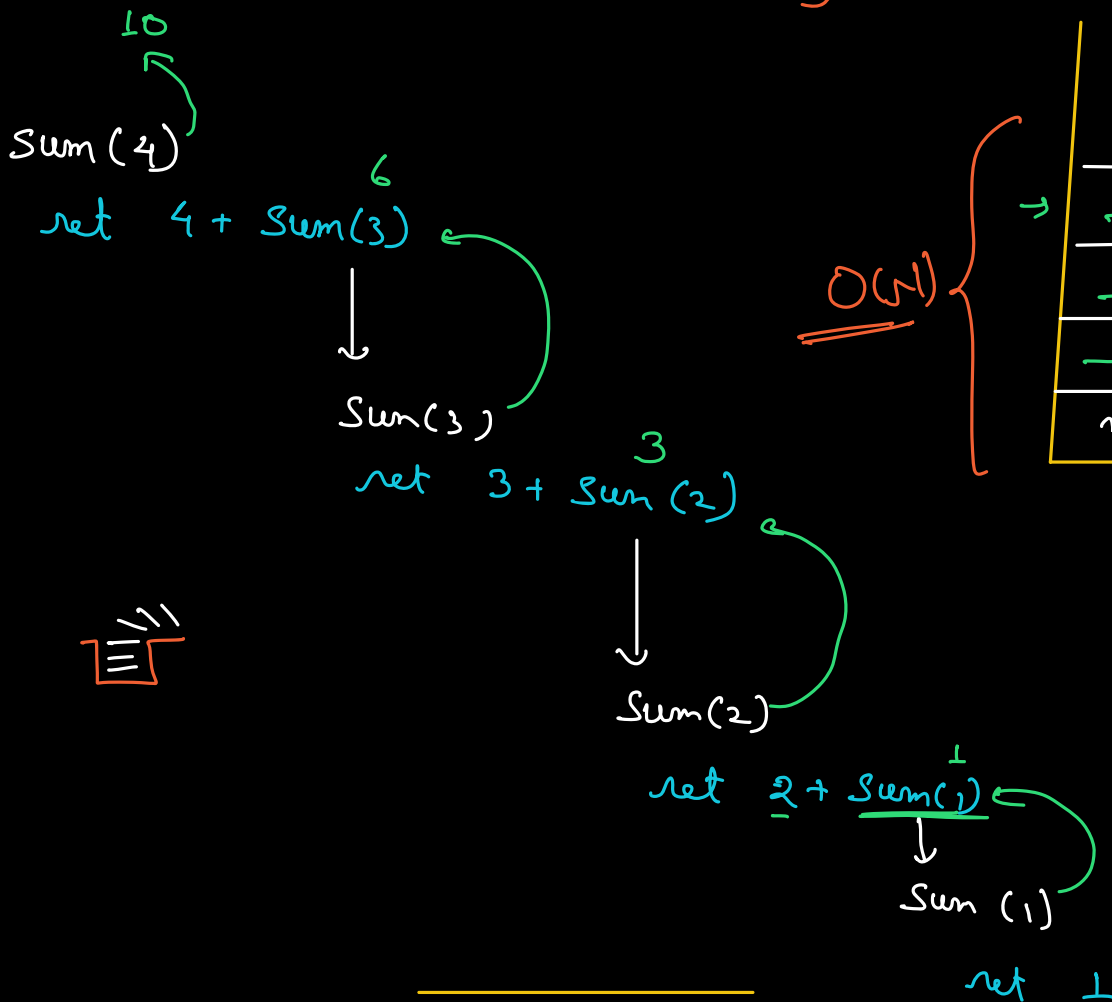 10
Sum(4)
6
ret 4 + Sum(3)
O(N)
Sum(3)
3
ret 3 + Sum(2)
Sum(2)
1
ret 2 + Sum(1)
Sum(1)
ret 1